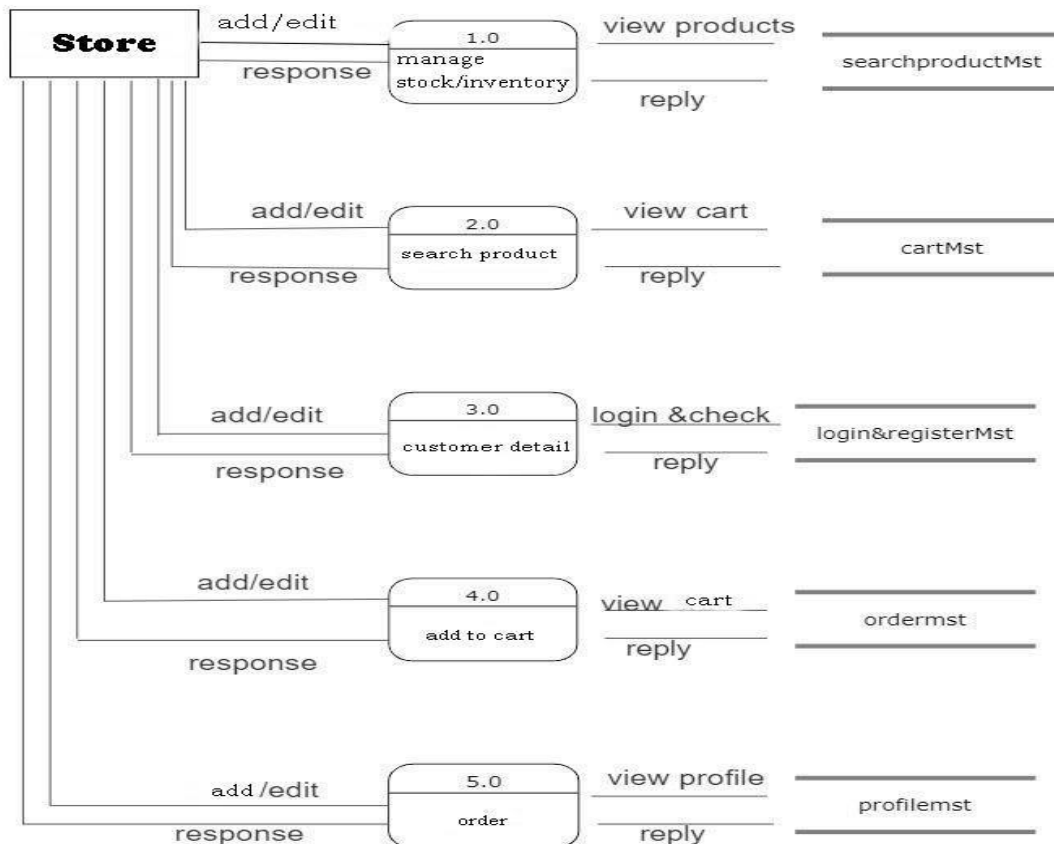 Store
add/edit
response
1.0
manage
stock/inventory
view products
reply
searchproductMst
add/edit
response
2.0
search product
view cart
reply
cartMst
add/edit
response
3.0
customer detail
login &check
reply
login&registerMst
add/edit
response
4.0
add to cart
view cart
reply
ordermst
add /edit
response
5.0
order
view profile
reply
profilemst